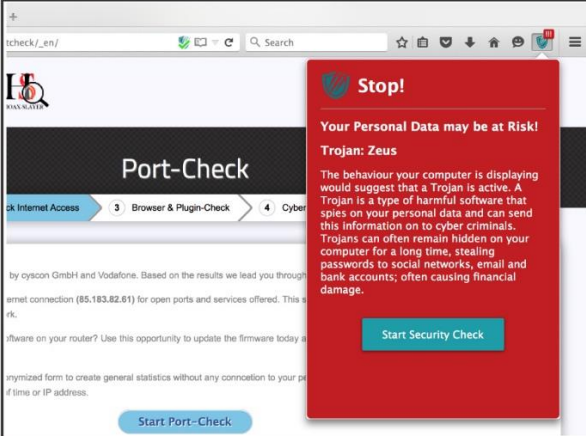 tcheck/_en/
Search
HS
HOAX-SLAYER
Port-Check
ck Internet Access
3 Browser & Plugin-Check
4 Cyber
by cyscon GmbH and Vodafone. Based on the results we lead you through
ernet connection (85.183.82.61) for open ports and services offered. This s
rk.
oftware on your router? Use this opportunity to update the firmware today a
onymized form to create general statistics without any conncetion to your pe
of time or IP address.
Start Port-Check
!!!
Stop!
Your Personal Data may be at Risk!
Trojan: Zeus
The behaviour your computer is displaying
would suggest that a Trojan is active. A
Trojan is a type of harmful software that
spies on your personal data and can send
this information on to cyber criminals.
Trojans can often remain hidden on your
computer for a long time, stealing
passwords to social networks, email and
bank accounts; often causing financial
damage.
Start Security Check